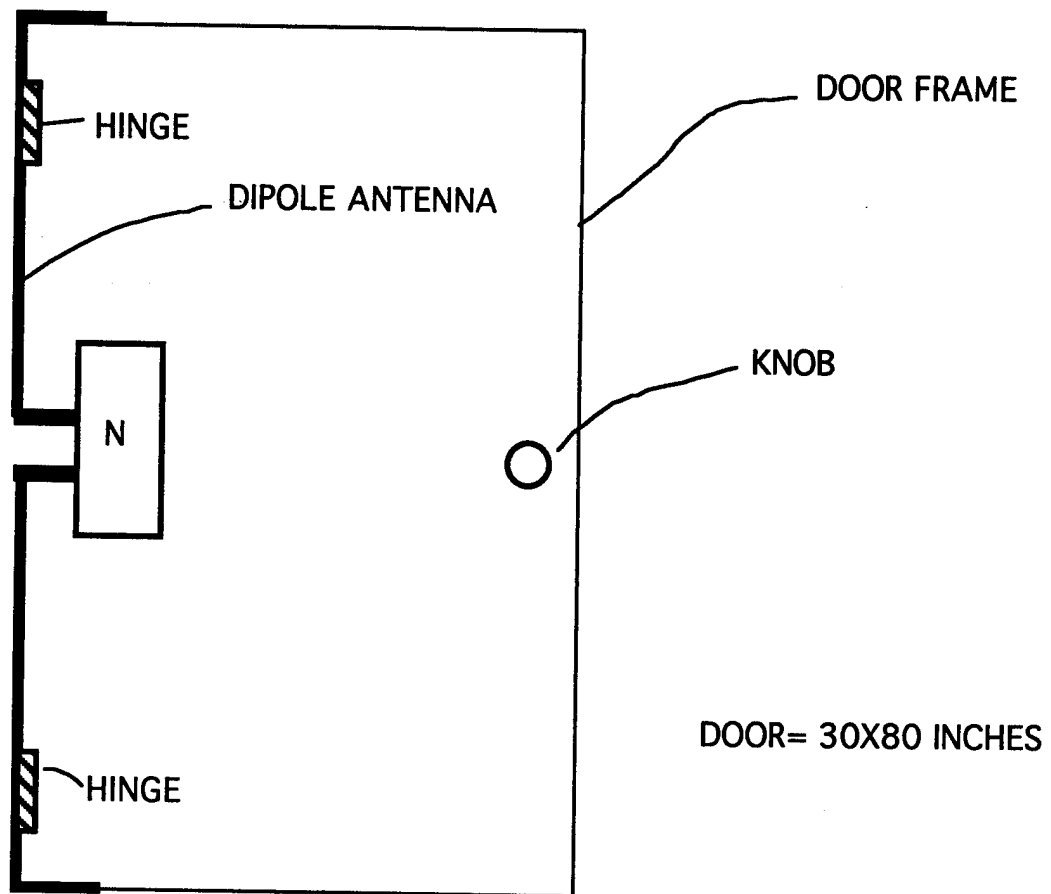 DOOR FRAME
HINGE
DIPOLE ANTENNA
KNOB
N
DOOR= 30X80 INCHES
HINGE